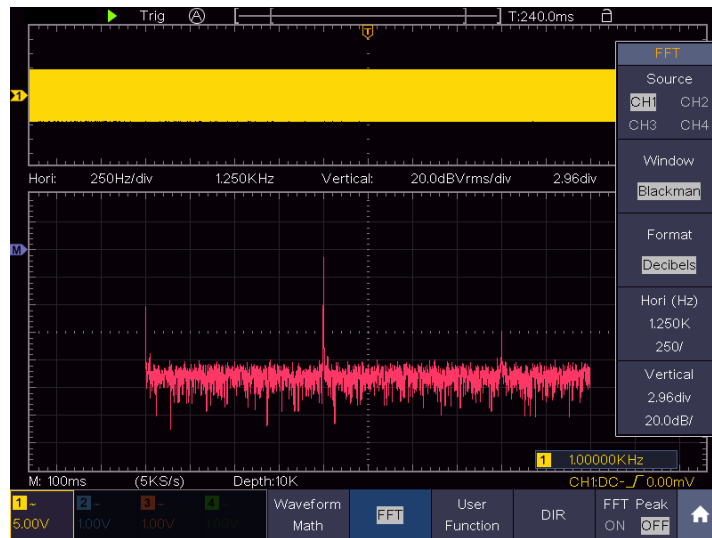 Trig A T:240.0ms
T
FFT
Source
CH1 CH2
CH3 CH4
1
Window
Blackman
Hori: 250Hz/div 1.250KHz Vertical: 20.0dBVrms/div 2.96div
Format
Decibels
M
Hori (Hz)
1.250K
250/
Vertical
2.96div
20.0dB/
1 1.00000KHz
M: 100ms (5KS/s) Depth:10K CH1:DC- 0.00mV
1 ~ 2 ~ 3 ~ 4 ~
5.00V 1.00V 1.00V 1.00V
Waveform
Math
FFT
User
Function
DIR
FFT Peak
ON OFF